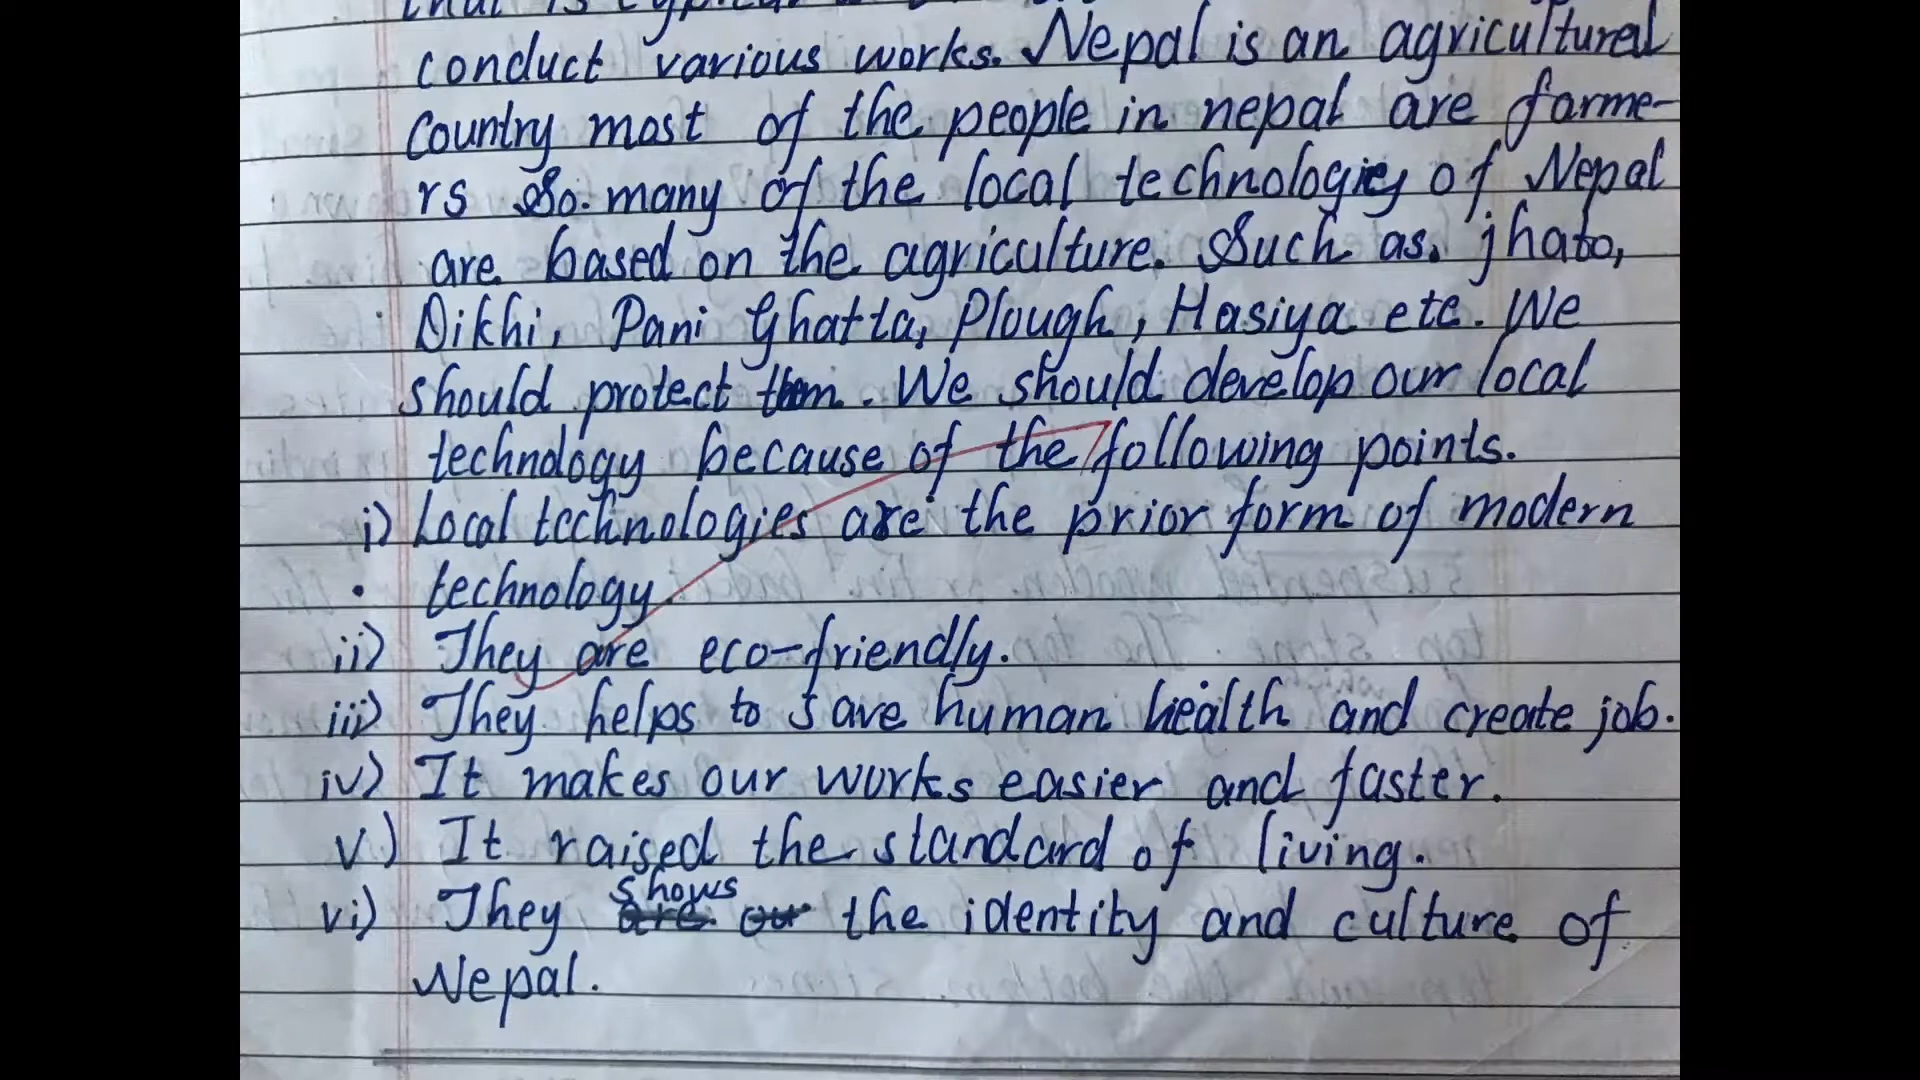 that is typical
conduct various works. Nepal is an agricultural
country most of the people in nepal are farme-
rs So. many of the local technologies of Nepal
are based on the agriculture. Such as. jhato,
Dikhi, Pani Ghatta, Plough, Hasiya etc. We
should protect them. We should develop our local
technology because of the following points.
i) Local technologies are the prior form of modern
technology.
ii) They are eco-friendly.
iii) They helps to save human health and create job.
iv) It makes our works easier and faster.
v) It raised the standard of living.
vi) They shows the identity and culture of
Nepal.